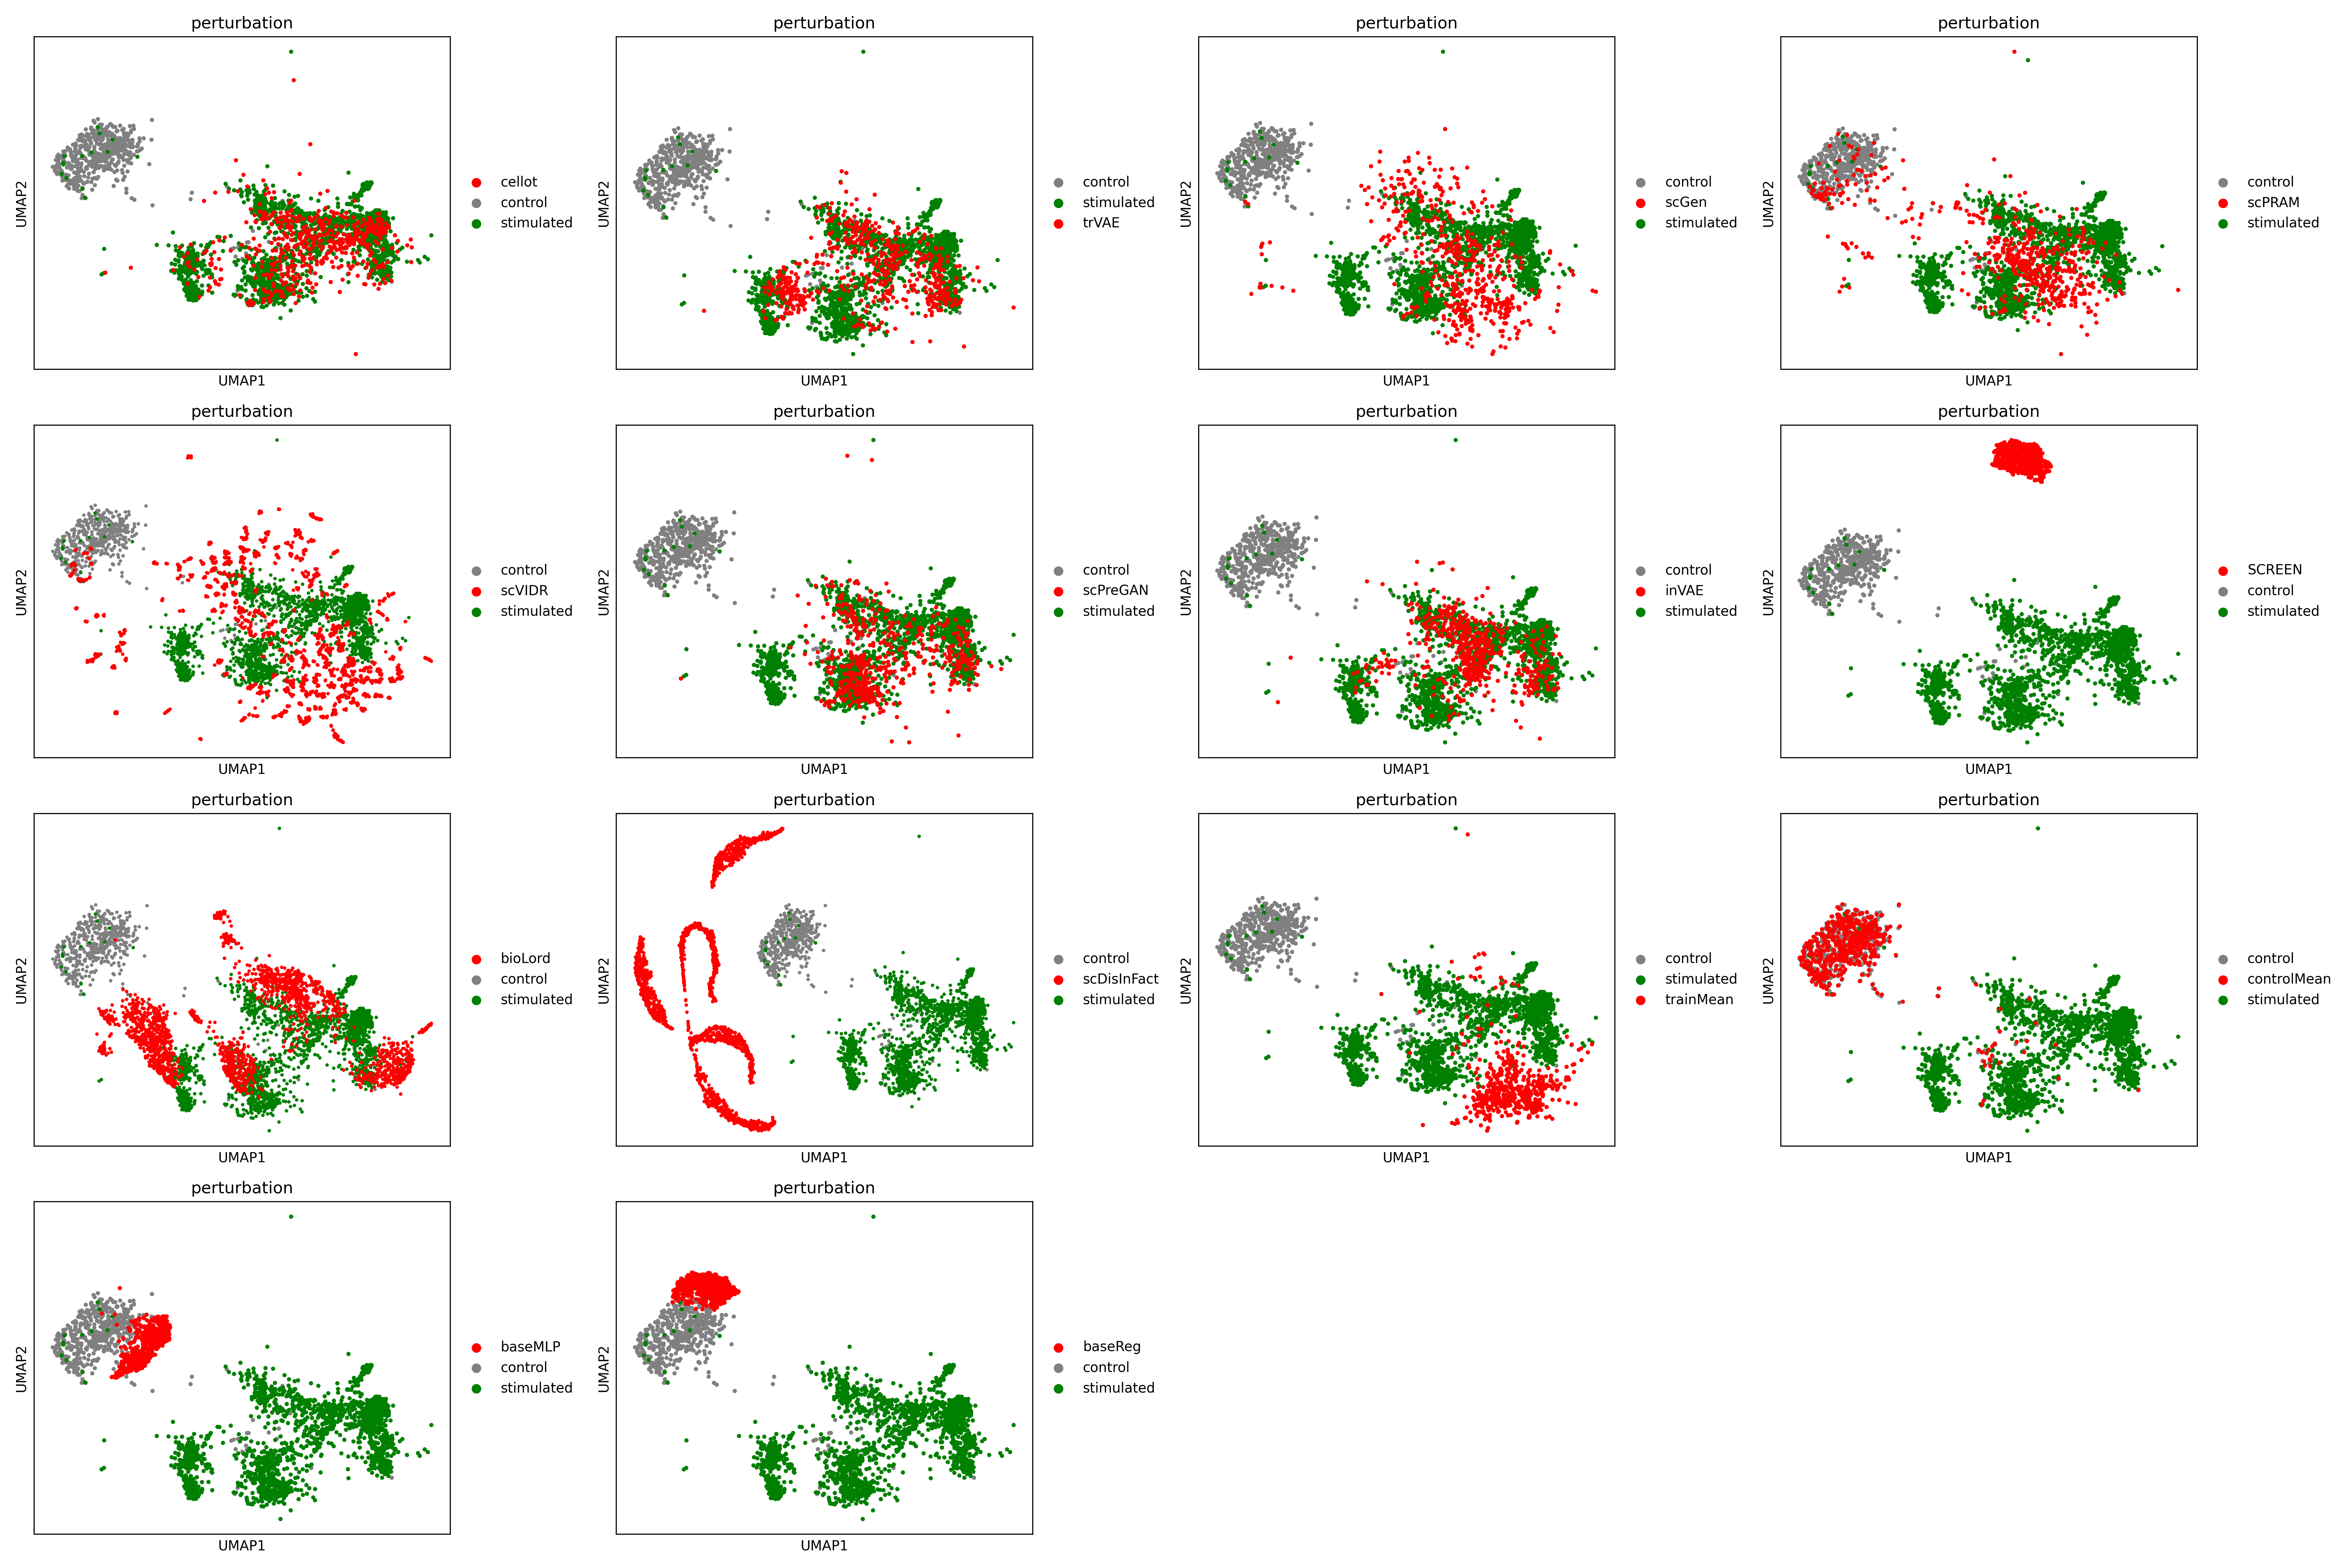 perturbation
UMAP2
UMAP1
cellot
control
stimulated
perturbation
UMAP2
UMAP1
control
stimulated
trVAE
perturbation
UMAP2
UMAP1
control
scGen
stimulated
perturbation
UMAP2
UMAP1
control
scPRAM
stimulated
perturbation
UMAP2
UMAP1
control
scVIDR
stimulated
perturbation
UMAP2
UMAP1
control
scPreGAN
stimulated
perturbation
UMAP2
UMAP1
control
inVAE
stimulated
perturbation
UMAP2
UMAP1
SCREEN
control
stimulated
perturbation
UMAP2
UMAP1
bioLord
control
stimulated
perturbation
UMAP2
UMAP1
control
scDisInFact
stimulated
perturbation
UMAP2
UMAP1
control
stimulated
trainMean
perturbation
UMAP2
UMAP1
control
controlMean
stimulated
perturbation
UMAP2
UMAP1
baseMLP
control
stimulated
perturbation
UMAP2
UMAP1
baseReg
control
stimulated